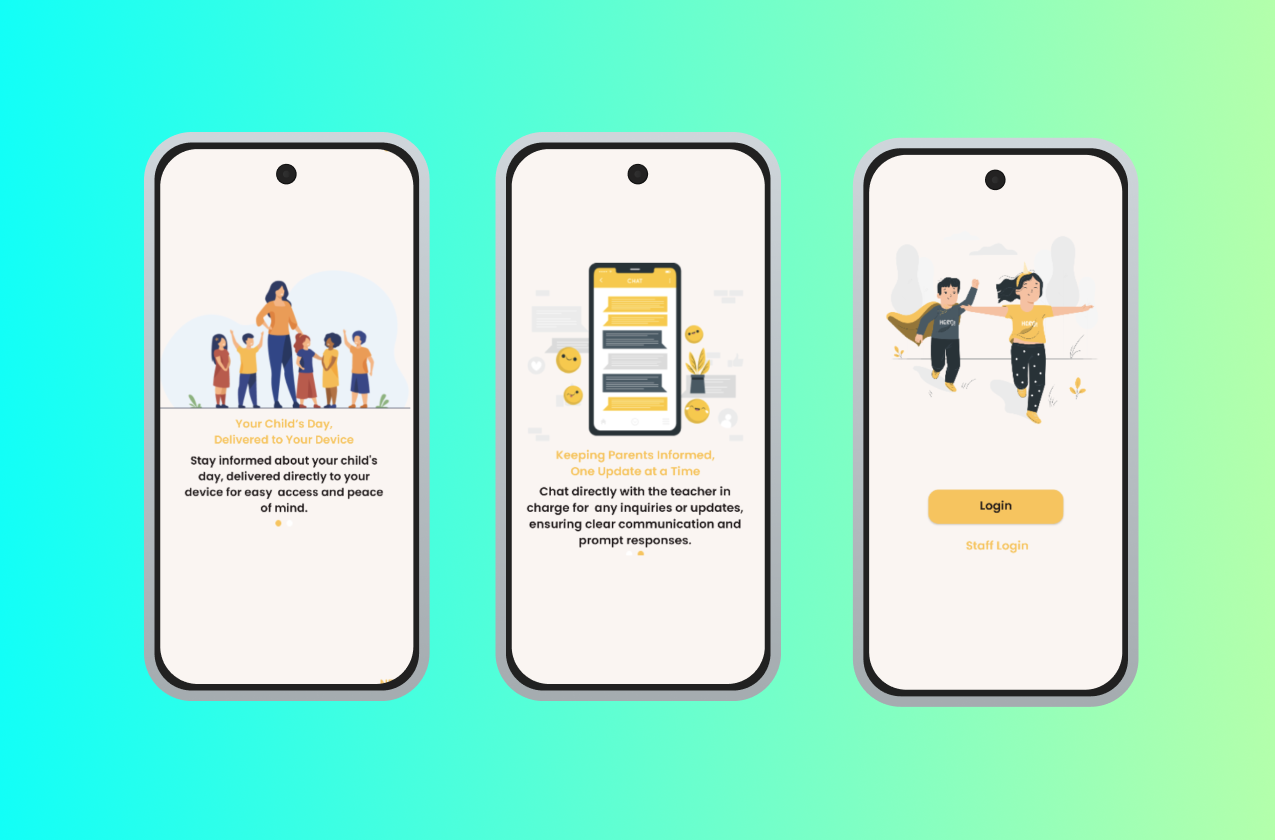 Your Child's Day,
Delivered to Your Device
Stay informed about your child's
day, delivered directly to your
device for easy access and peace
of mind.
CHAT
Keeping Parents Informed,
One Update at a Time
Chat directly with the teacher in
charge for any inquiries or updates,
ensuring clear communication and
prompt responses.
HERO!
HERO!
Login
Staff Login